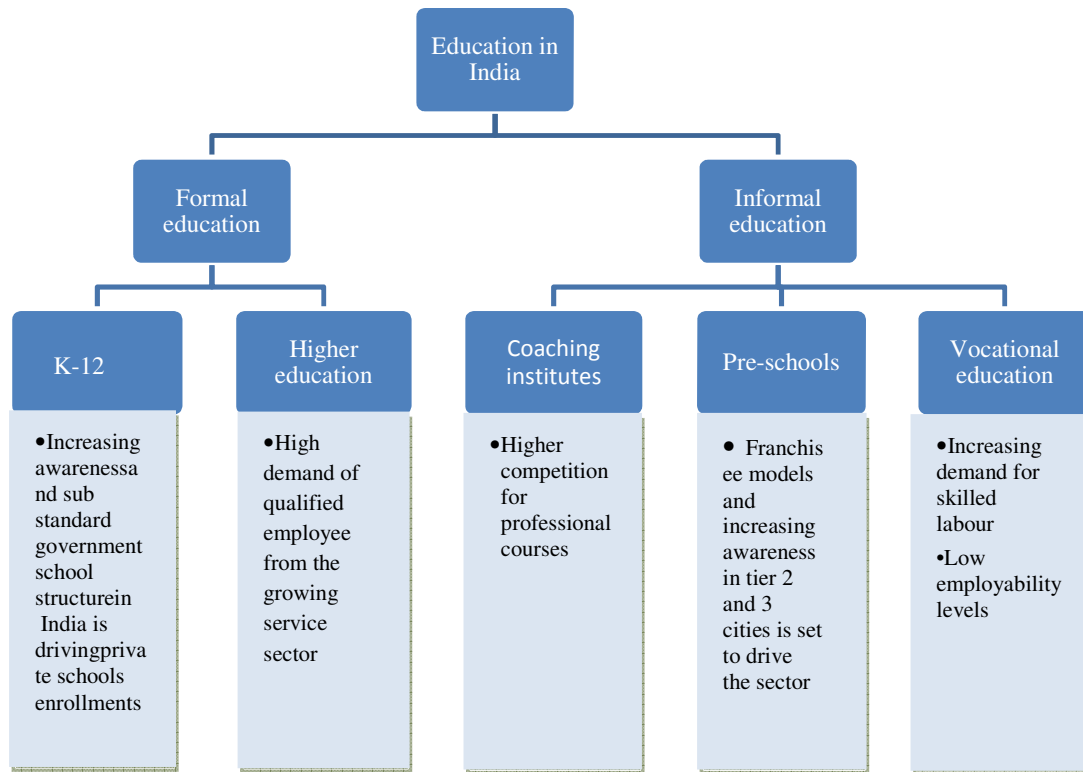 Education in
India
Formal
education
Informal
education
K-12
Higher
education
Coaching
institutes
Pre-schools
Vocational
education
•Increasing
awarenessa
nd sub
standard
government
school
structurein
India is
drivingpriva
te schools
enrollments
•High
demand of
qualified
employee
from the
growing
service
sector
•Higher
competition
for
professional
courses
• Franchis
ee models
and
increasing
awareness
in tier 2
and 3
cities is set
to drive
the sector
•Increasing
demand for
skilled
labour
•Low
employability
levels